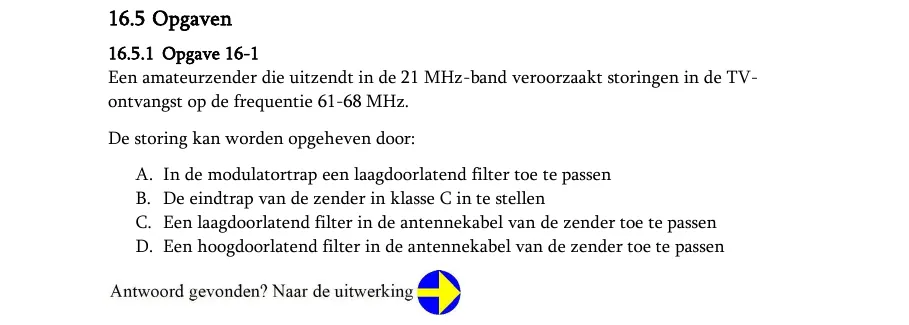 16.5 Opgaven
16.5.1 Opgave 16-1
Een amateurzender die uitzendt in de 21 MHz-band veroorzaakt storingen in de TV-
ontvangst op de frequentie 61-68 MHz.
De storing kan worden opgeheven door:
A. In de modulatortrap een laagdoorlatend filter toe te passen
B. De eindtrap van de zender in klasse C in te stellen
C. Een laagdoorlatend filter in de antennekabel van de zender toe te passen
D. Een hoogdoorlatend filter in de antennekabel van de zender toe te passen
Antwoord gevonden? Naar de uitwerking